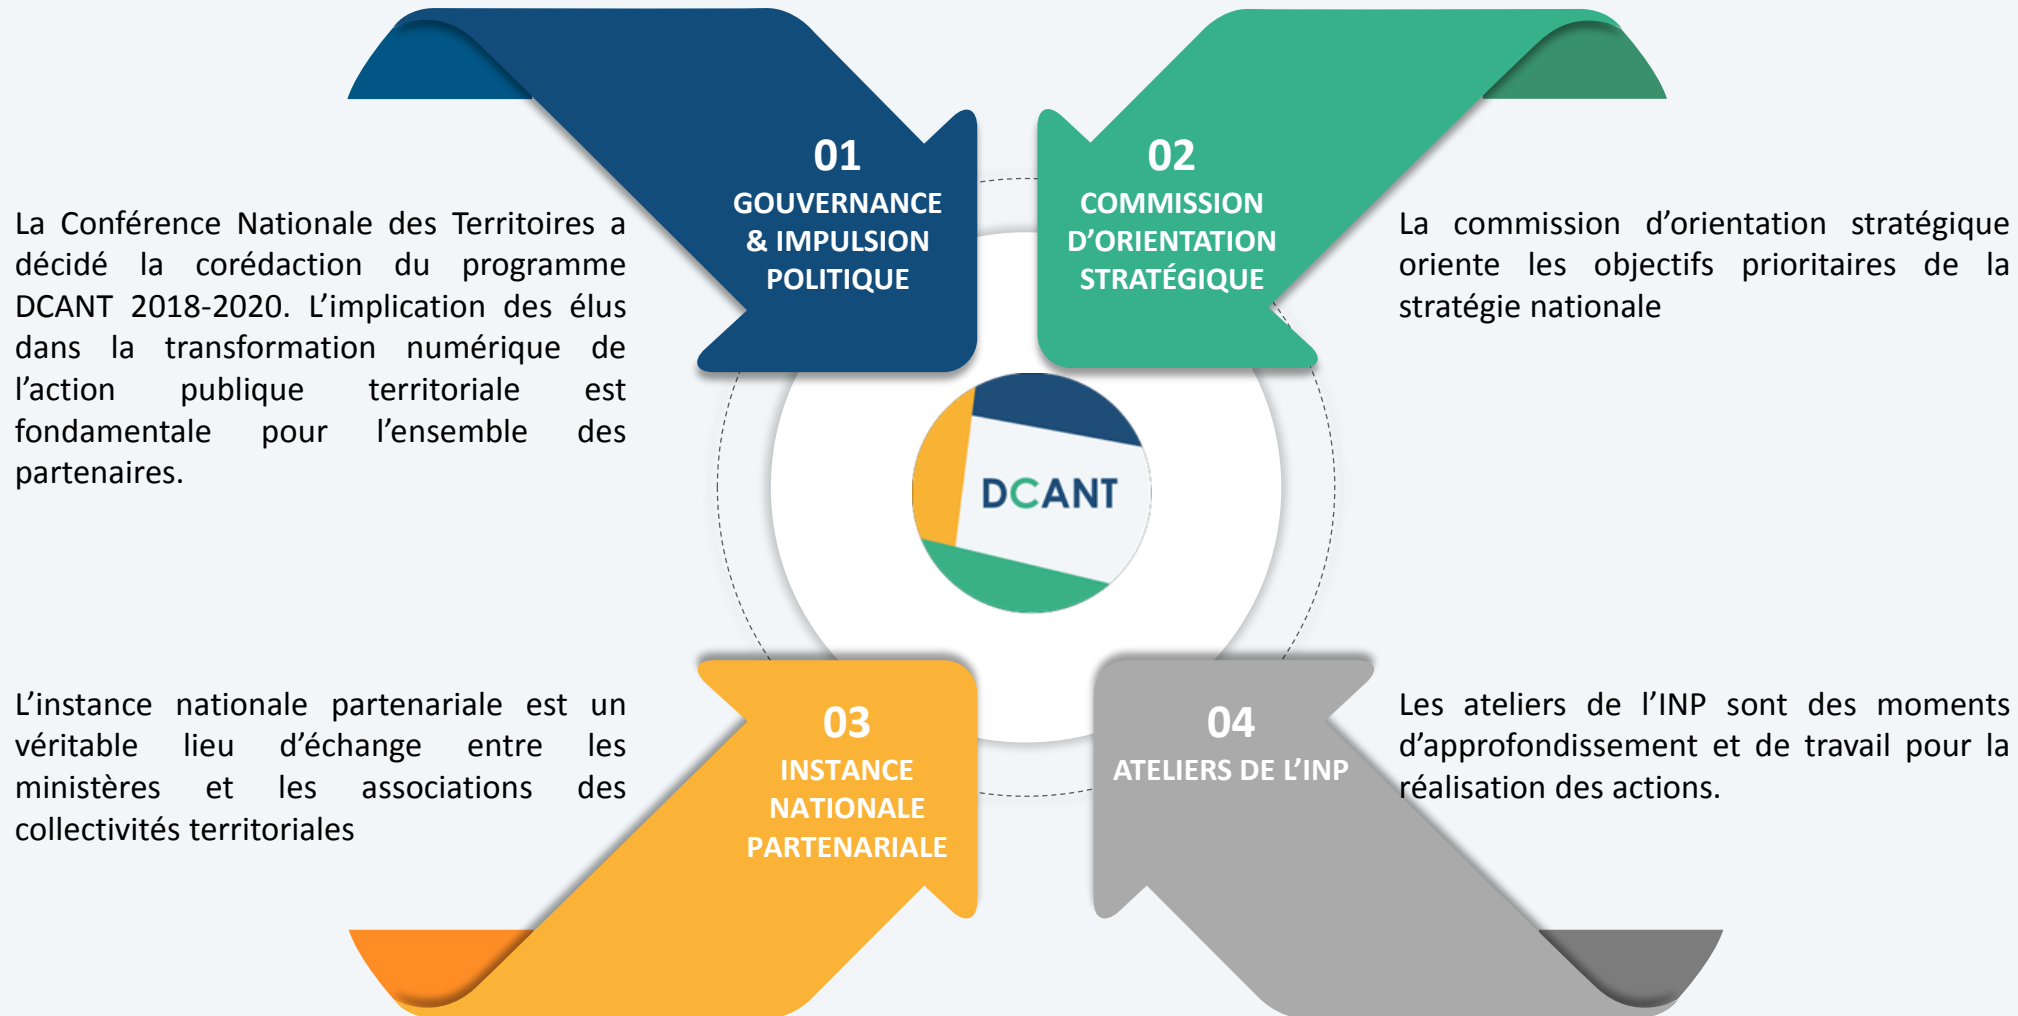 01
GOUVERNANCE
& IMPULSION
POLITIQUE
La Conférence Nationale des Territoires a
décidé la corédaction du programme
DCANT 2018-2020. L’implication des élus
dans la transformation numérique de
l’action publique territoriale est
fondamentale pour l’ensemble des
partenaires.
02
COMMISSION
D’ORIENTATION
STRATÉGIQUE
La commission d’orientation stratégique
oriente les objectifs prioritaires de la
stratégie nationale
DCANT
03
INSTANCE
NATIONALE
PARTENARIALE
L’instance nationale partenariale est un
véritable lieu d’échange entre les
ministères et les associations des
collectivités territoriales
04
ATELIERS DE L’INP
Les ateliers de l’INP sont des moments
d’approfondissement et de travail pour la
réalisation des actions.